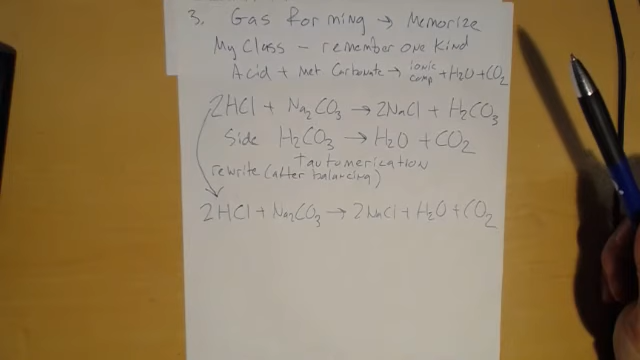 3. Gas Forming → Memorize
My Class - remember one kind
Acid + Met Carbonate → ionic comp + H₂O + CO₂
2HCl + Na₂CO₃ → 2NaCl + H₂CO₃
Side H₂CO₃ → H₂O + CO₂
tautomerication
rewrite (after balancing)
2HCl + Na₂CO₃ → 2NaCl + H₂O + CO₂